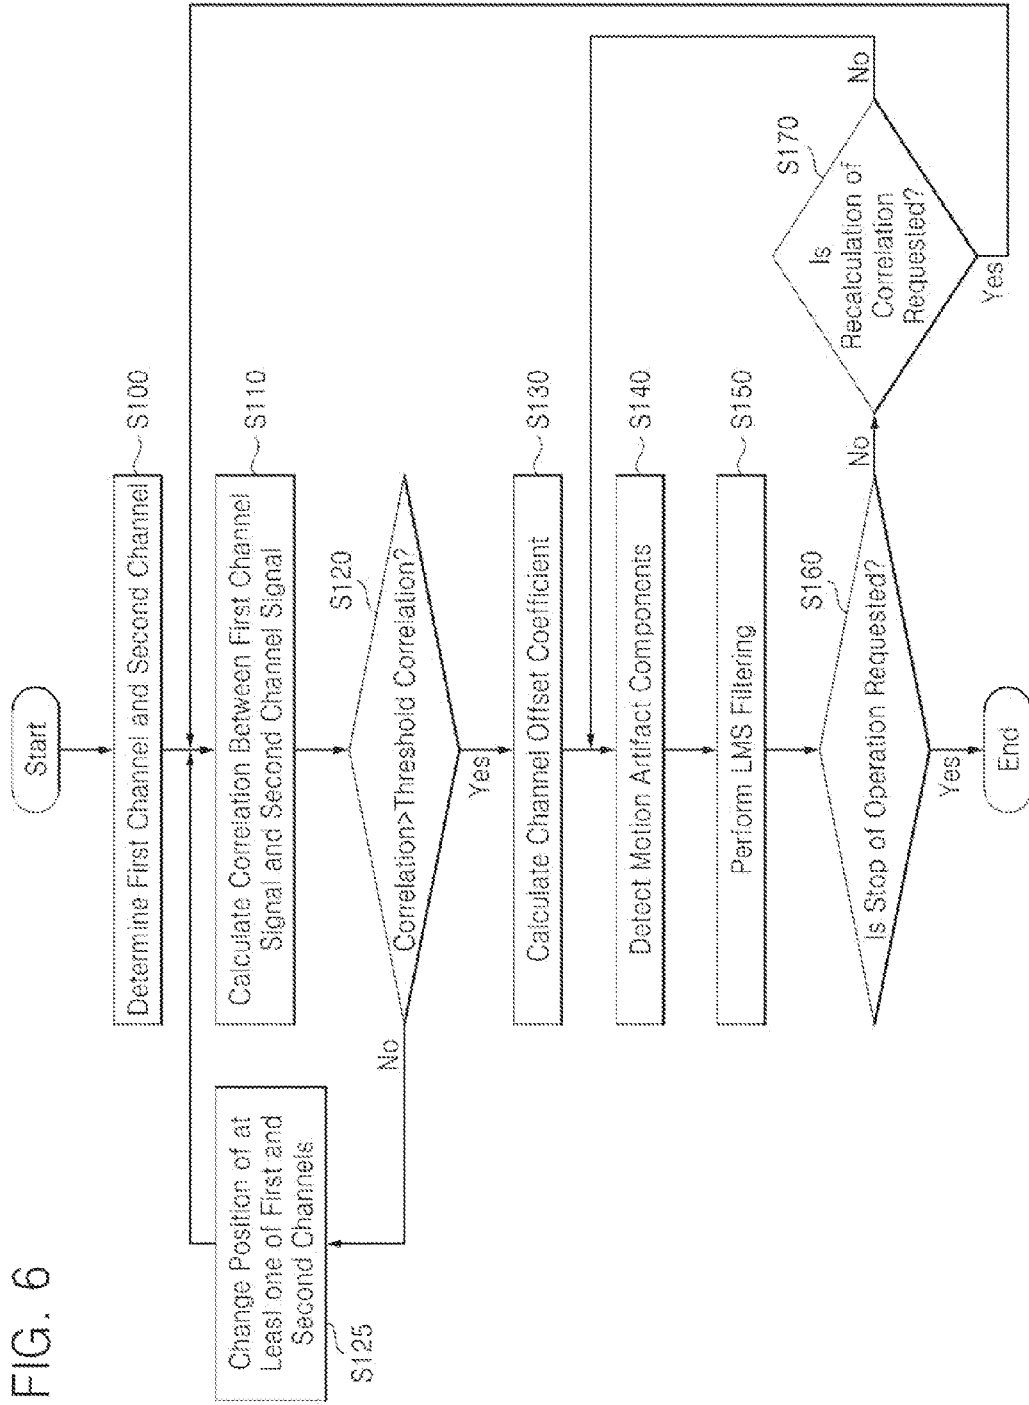 FIG. 6
Start
Determine First Channel and Second Channel
S100
Calculate Correlation Between First Channel
Signal and Second Channel Signal
S110
Change Position of at
Least one of First and
Second Channels
S125
Correlation>Threshold Correlation?
S120
No
Yes
Calculate Channel Offset Coefficient
S130
Detect Motion Artifact Components
S140
Perform LMS Filtering
S150
Is Stop of Operation Requested?
S160
No
Yes
Is
Recalculation of
Correlation
Requested?
S170
No
Yes
End